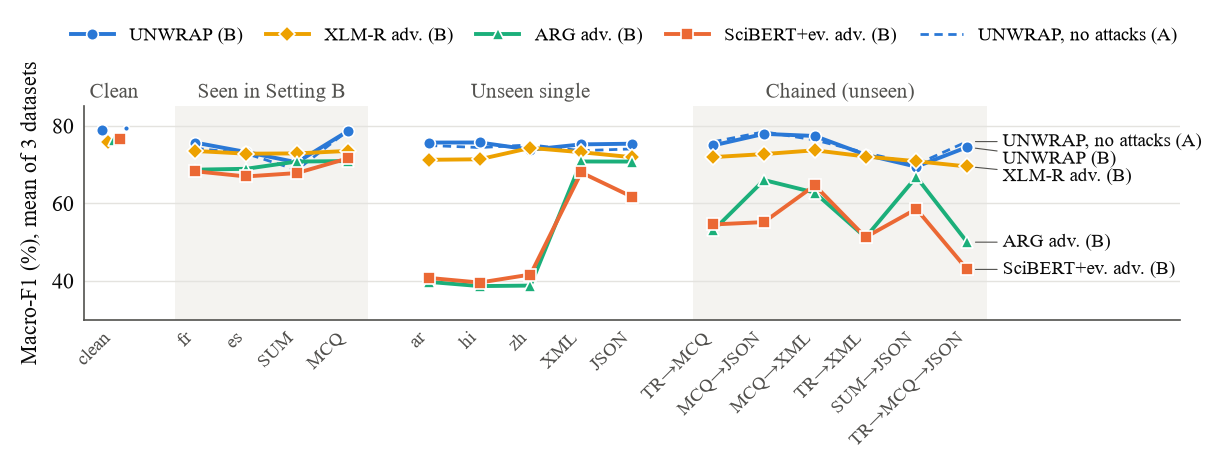 UNWRAP (B) XLM-R adv. (B) ARG adv. (B) SciBERT+ev. adv. (B) UNWRAP, no attacks (A)
Clean Seen in Setting B Unseen single Chained (unseen)
Macro-F1 (%), mean of 3 datasets
80
60
40
UNWRAP, no attacks (A)
UNWRAP (B)
XLM-R adv. (B)
ARG adv. (B)
SciBERT+ev. adv. (B)
clean
fr
es
SUM
MCQ
ar
hi
zh
XML
JSON
TR→MCQ
MCQ→JSON
MCQ→XML
TR→XML
SUM→JSON
TR→MCQ→JSON